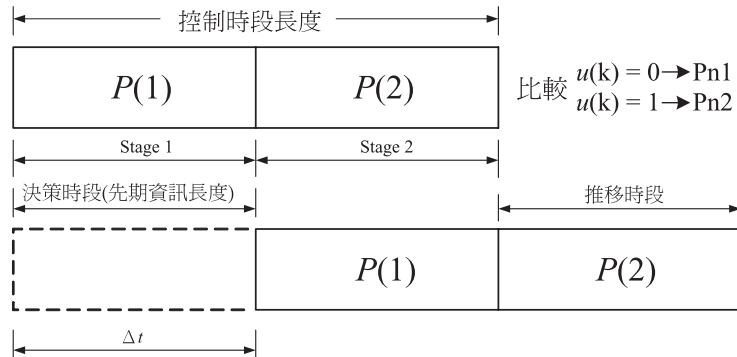 控制時段長度
P(1)
P(2)
比較
u(k) = 0→Pn1
u(k) = 1→Pn2
Stage 1
Stage 2
決策時段(先期資訊長度)
推移時段
P(1)
P(2)
Δt